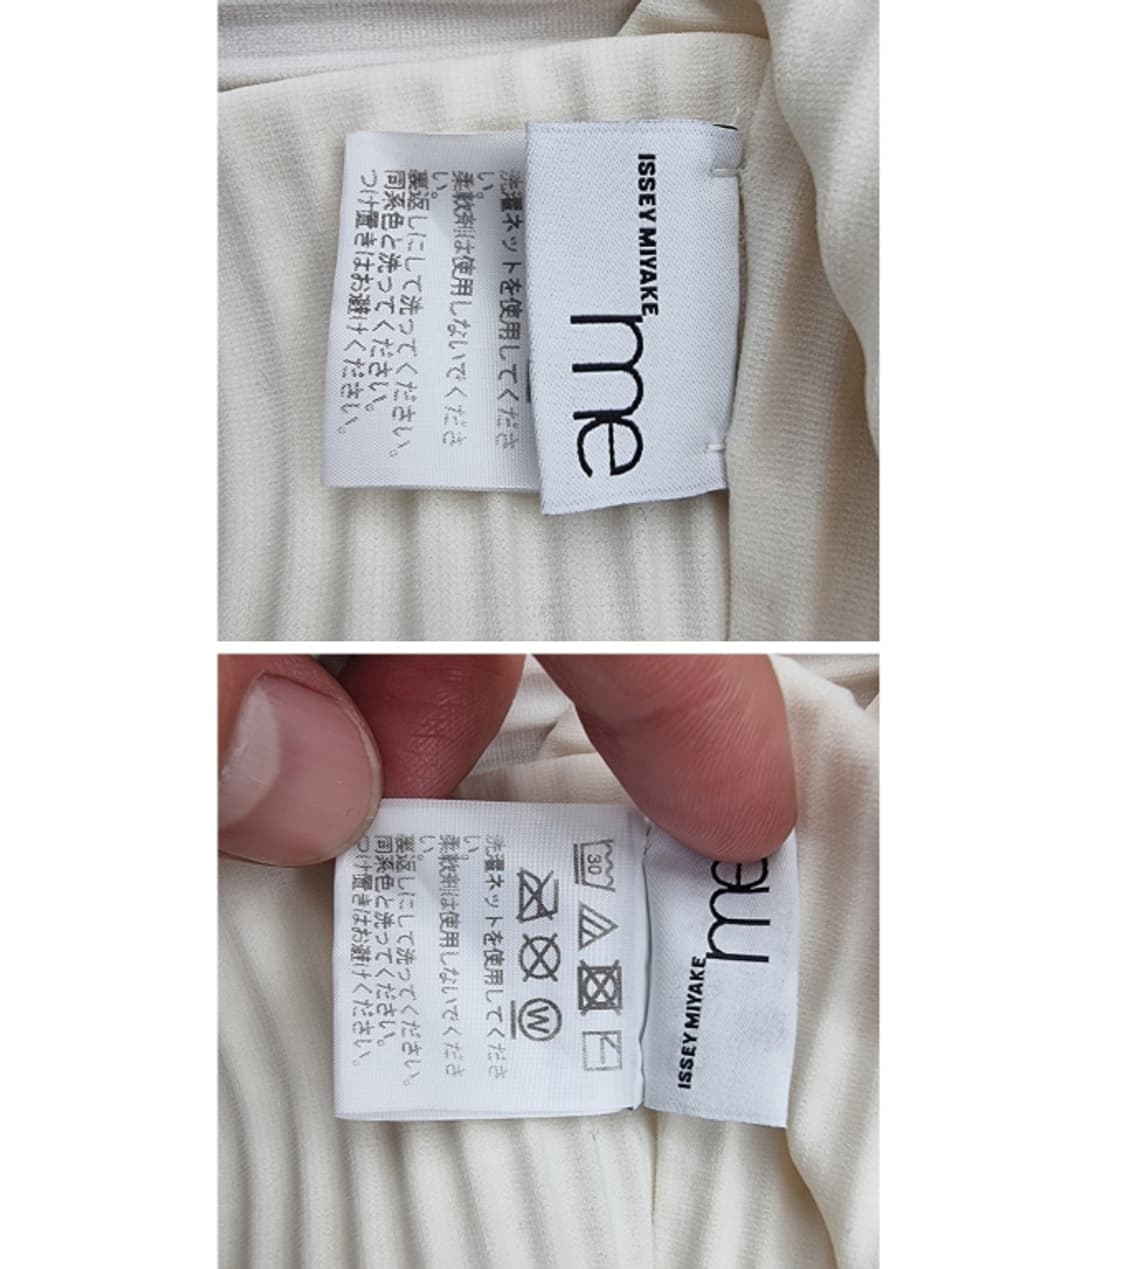 ISSEY MIYAKE
me
洗濯ネットを使用してくださ
い。
柔軟剤は使用しないでくださ
い。
裏返しにして洗ってください。
同系色と洗ってください。
つけ置きはお避けください。
me
ISSEY MIYAKE
30
W
洗濯ネットを使用してくださ
い。
柔軟剤は使用しないでくださ
い。
裏返しにして洗ってください。
同系色と洗ってください。
つけ置きはお避けください。